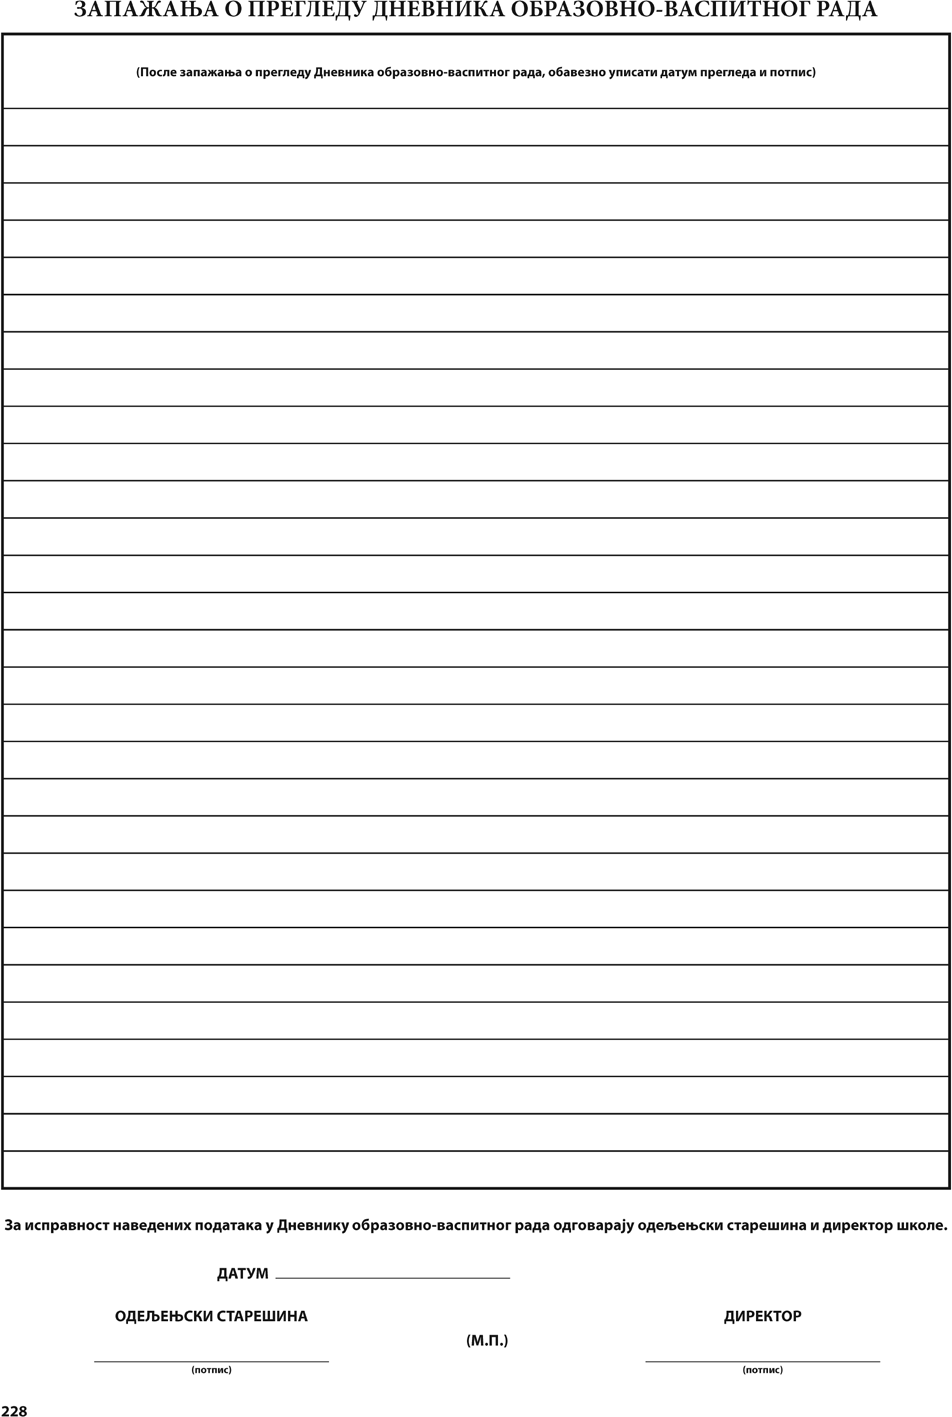 ЗАПАЖАЊА О ПРЕГЛЕДУ ДНЕВНИКА ОБРАЗОВНО-ВАСПИТНОГ РАДА
(После запажања о прегледу Дневника образовно-васпитног рада, обавезно уписати датум прегледа и потпис)
За исправност наведених података у Дневнику образовно-васпитног рада одговарају одељењски старешина и директор школе.
ДАТУМ
ОДЕЉЕЊСКИ СТАРЕШИНА ДИРЕКТОР
(М.П.)
(потпис) (потпис)
228